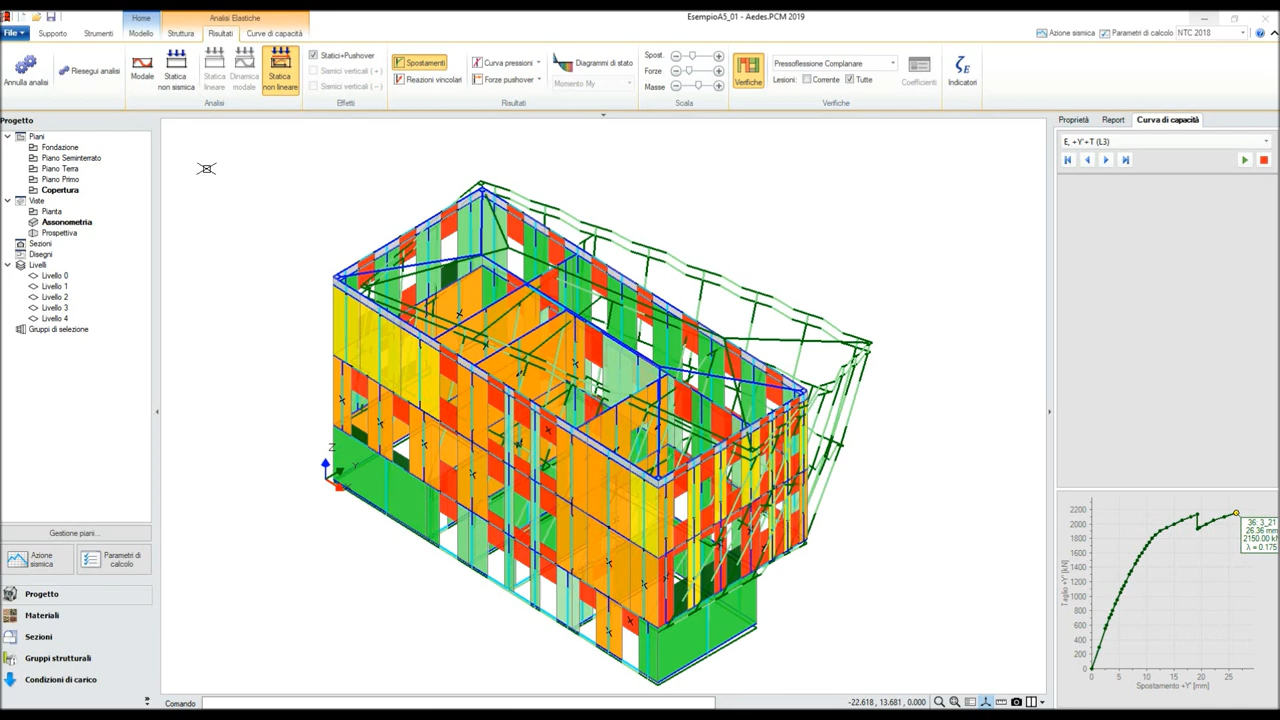 EsempioA5_01 - Aedes.PCM 2019
Home
Analisi Elastiche
File
Supporto
Strumenti
Modello
Struttura
Risultati
Curve di capacità
Azione sismica
Parametri di calcolo
NTC 2018
Annulla analisi
Riesegui analisi
Modale
Statica non sismica
Statica lineare
Dinamica modale
Statica non lineare
Analisi
Statici+Pushover
Sismici verticali (+)
Sismici verticali (−)
Effetti
Spostamenti
Reazioni vincolari
Curva pressioni
Forze pushover
Diagrammi di stato
Momento My
Risultati
Spost.
Forze
Masse
Scala
Verifiche
Pressoflessione Complanare
Lesioni:
Corrente
Tutte
Coefficienti
Verifiche
ζE
Indicatori
Progetto
Piani
Fondazione
Piano Seminterrato
Piano Terra
Piano Primo
Copertura
Viste
Pianta
Assonometria
Prospettiva
Sezioni
Disegni
Livelli
Livello 0
Livello 1
Livello 2
Livello 3
Livello 4
Gruppi di selezione
Gestione piani...
Azione sismica
Parametri di calcolo
Progetto
Materiali
Sezioni
Gruppi strutturali
Condizioni di carico
Z
Comando
-22.618 , 13.681 , 0.000
Proprietà
Report
Curva di capacità
E, +Y'+T (L3)
Taglio +Y' [kN]
2200
2000
1800
1600
1400
1200
1000
800
600
400
200
0
36: 3_21
26.36 mm
2150.00 k
λ = 0.175
0
5
10
15
20
25
Spostamento +Y' [mm]